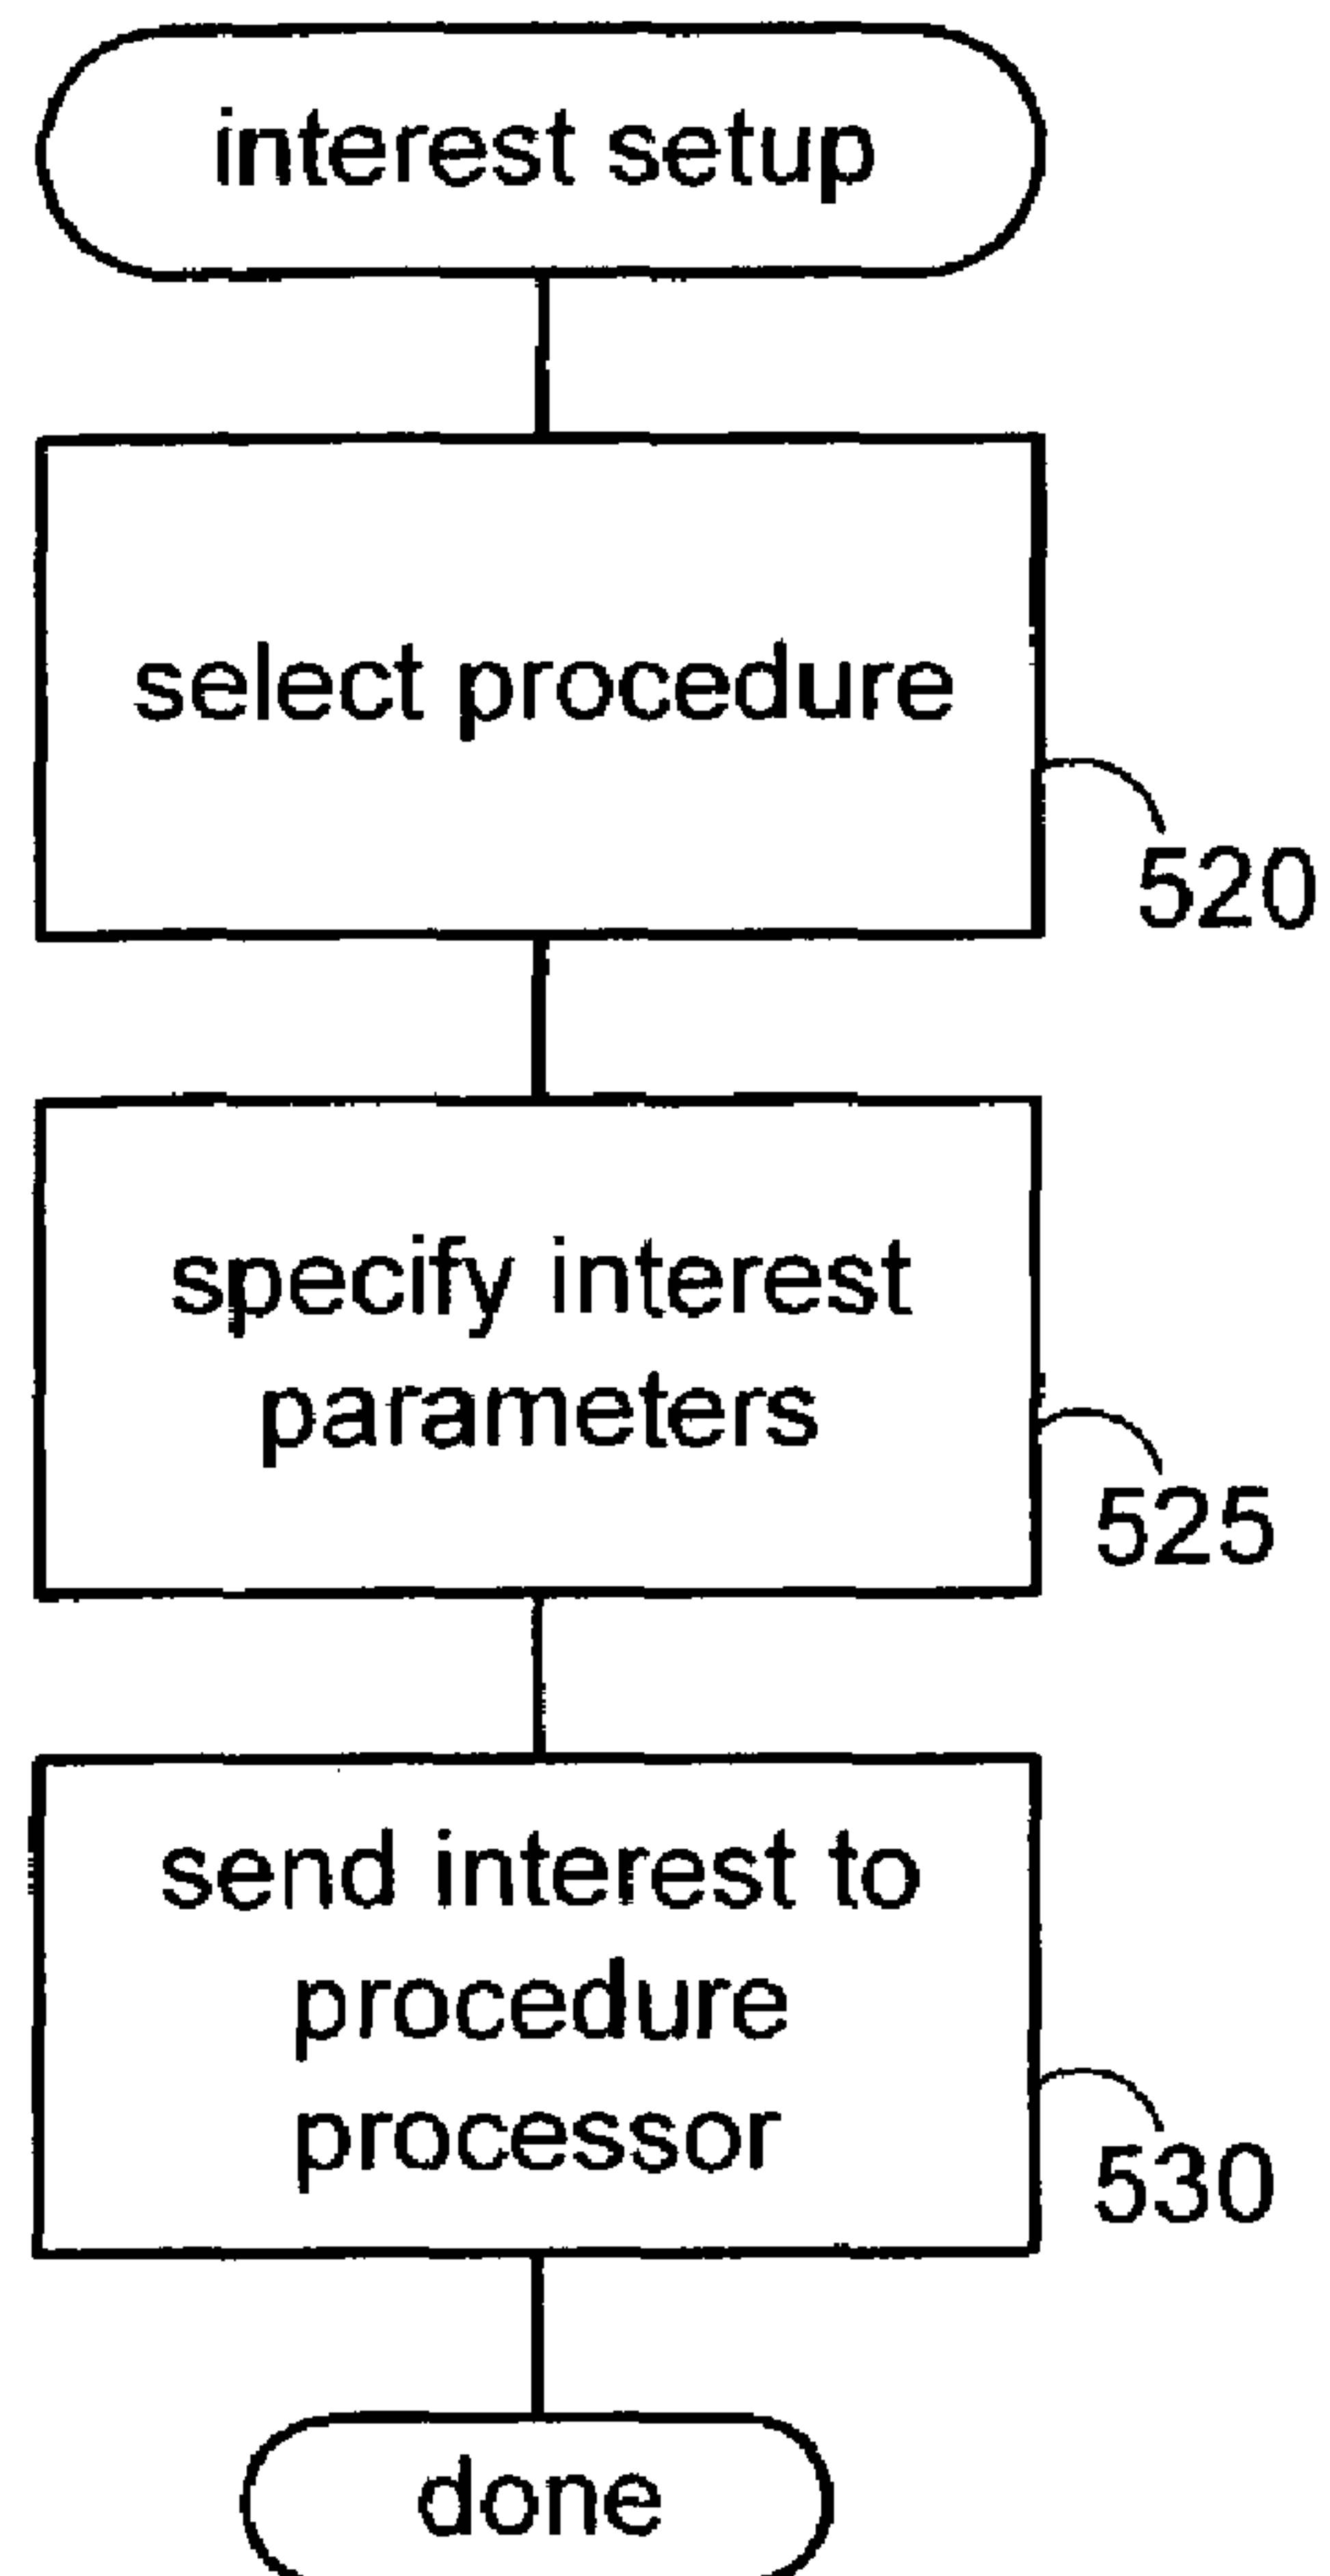 interest setup
select procedure
520
specify interest
parameters
525
send interest to
procedure
processor
530
done